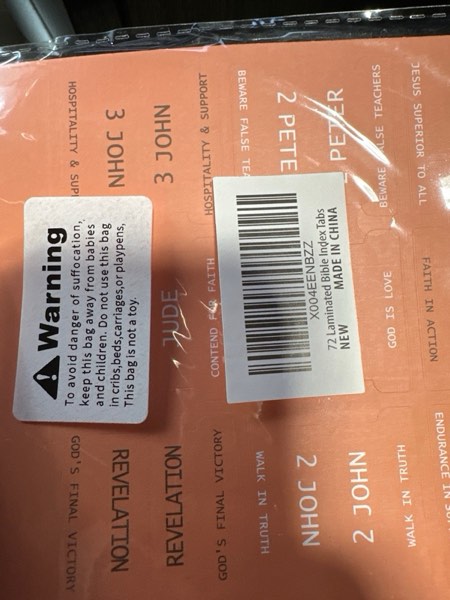 Warning
To avoid danger of suffocation,
keep this bag away from babies
and children. Do not use this bag
in cribs,beds,carriages,or playpens,
This bag is not a toy.
X004EENBZZ
72 Laminated Bible Index Tabs
NEW
MADE IN CHINA
HOSPITALITY &
3 JOHN
3 JOHN
HOSPITALITY & SUPPORT
BEWARE FALSE
2 PETE
PETER
BEWARE FALSE TEACHERS
JESUS SUPERIOR TO ALL
JUDE
CONTEND FOR FAITH
GOD IS LOVE
FAITH IN ACTION
GOD'S FINAL VICTORY
REVELATION
REVELATION
GOD'S FINAL VICTORY
WALK IN TRUTH
2 JOHN
2 JOHN
WALK IN TRUTH
ENDURANCE IN